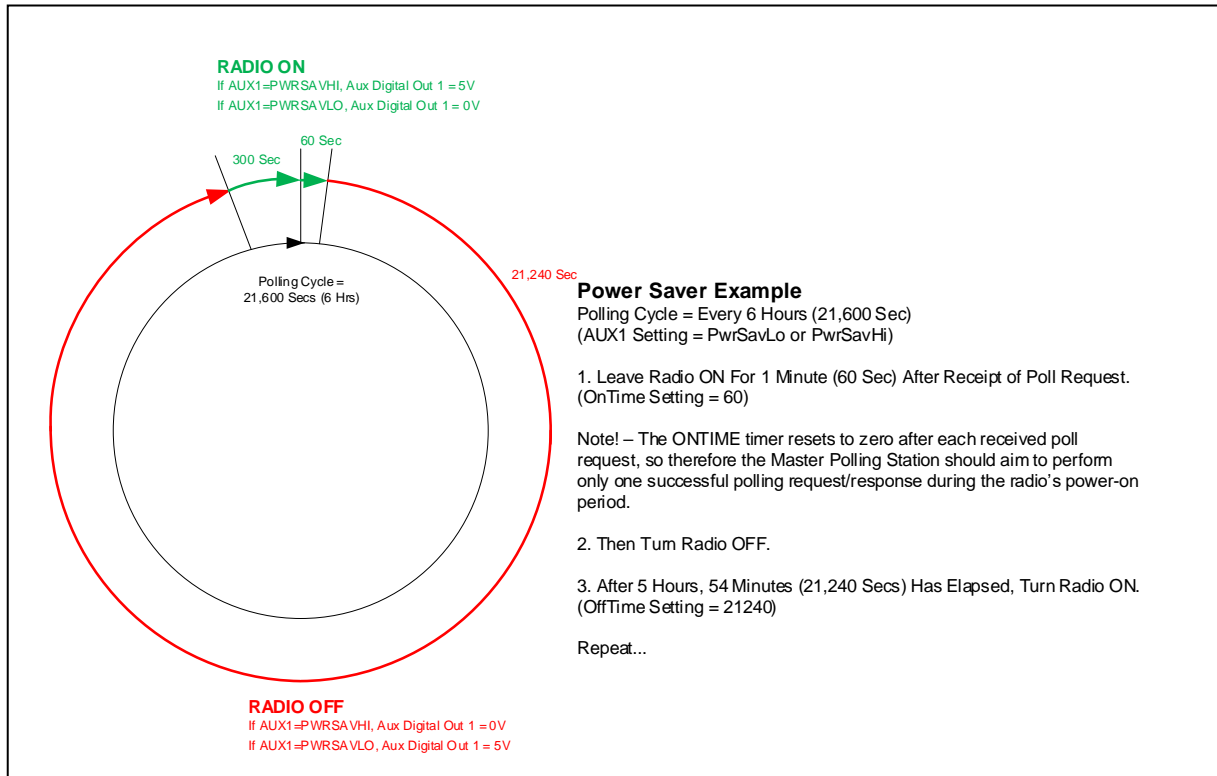 RADIO ON
If AUX1=PWRSAVHI, Aux Digital Out 1 = 5V
If AUX1=PWRSAVLO, Aux Digital Out 1 = 0V
60 Sec
300 Sec
21,240 Sec
Polling Cycle =
21,600 Secs (6 Hrs)
Power Saver Example
Polling Cycle = Every 6 Hours (21,600 Sec)
(AUX1 Setting = PwrSavLo or PwrSavHi)
1. Leave Radio ON For 1 Minute (60 Sec) After Receipt of Poll Request.
(OnTime Setting = 60)
Note! – The ONTIME timer resets to zero after each received poll
request, so therefore the Master Polling Station should aim to perform
only one successful polling request/response during the radio's power-on
period.
2. Then Turn Radio OFF.
3. After 5 Hours, 54 Minutes (21,240 Secs) Has Elapsed, Turn Radio ON.
(OffTime Setting = 21240)
Repeat...
RADIO OFF
If AUX1=PWRSAVHI, Aux Digital Out 1 = 0V
If AUX1=PWRSAVLO, Aux Digital Out 1 = 5V